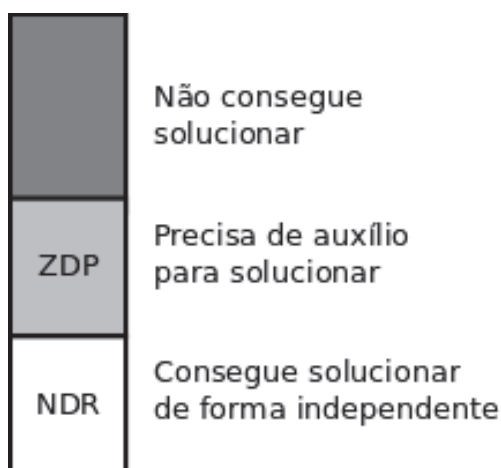 Não consegue
solucionar
ZDP
Precisa de auxílio
para solucionar
NDR
Consegue solucionar
de forma independente